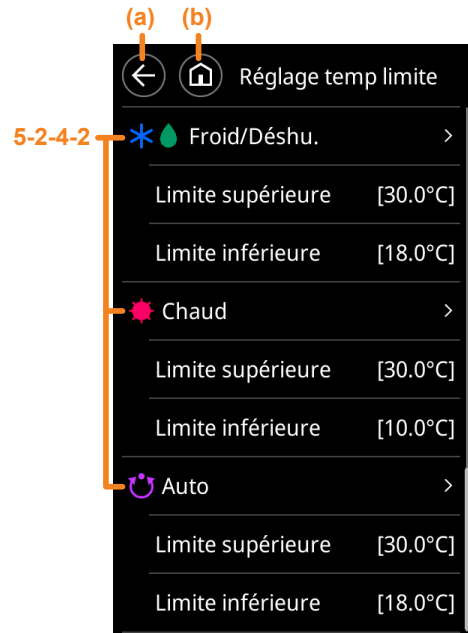 (a) (b)
Réglage temp limite
5-2-4-2
Froid/Déshu.
Limite supérieure [30.0°C]
Limite inférieure [18.0°C]
Chaud
Limite supérieure [30.0°C]
Limite inférieure [10.0°C]
Auto
Limite supérieure [30.0°C]
Limite inférieure [18.0°C]